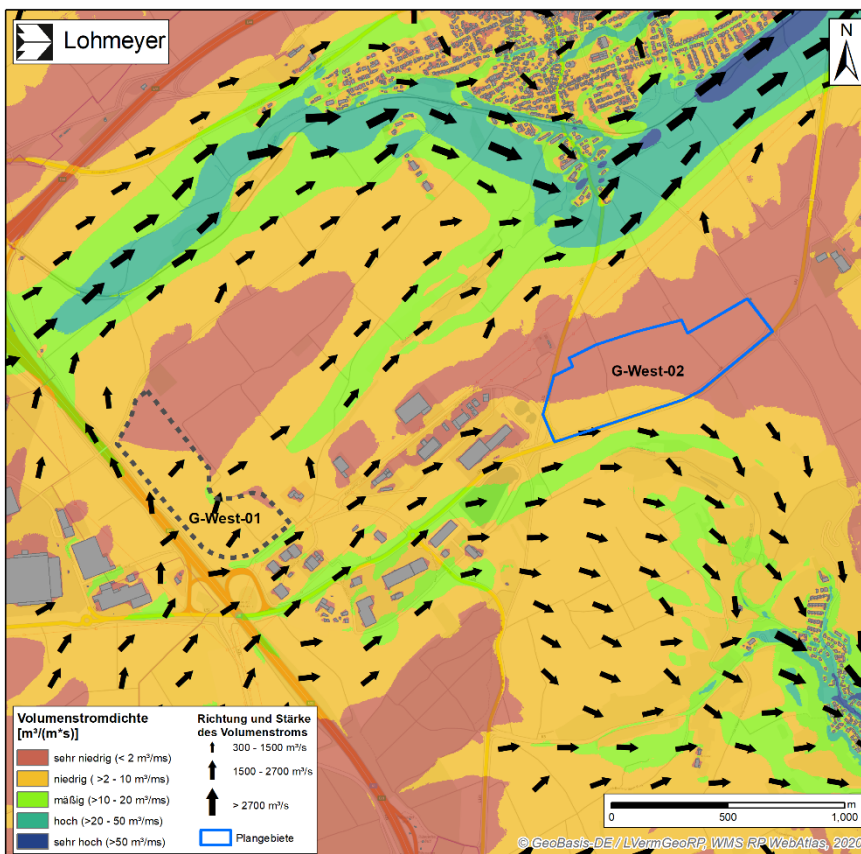 Lohmeyer
N
G-West-02
G-West-01
Volumenstromdichte
[m³/(m*s)]
sehr niedrig (< 2 m³/ms)
niedrig ( >2 - 10 m³/ms)
mäßig (>10 - 20 m³/ms)
hoch (>20 - 50 m³/ms)
sehr hoch (>50 m³/ms)
Richtung und Stärke
des Volumenstroms
300 - 1500 m³/s
1500 - 2700 m³/s
> 2700 m³/s
Plangebiete
m
0 500 1,000
© GeoBasis-DE / LVermGeoRP, WMS RP WebAtlas, 2020